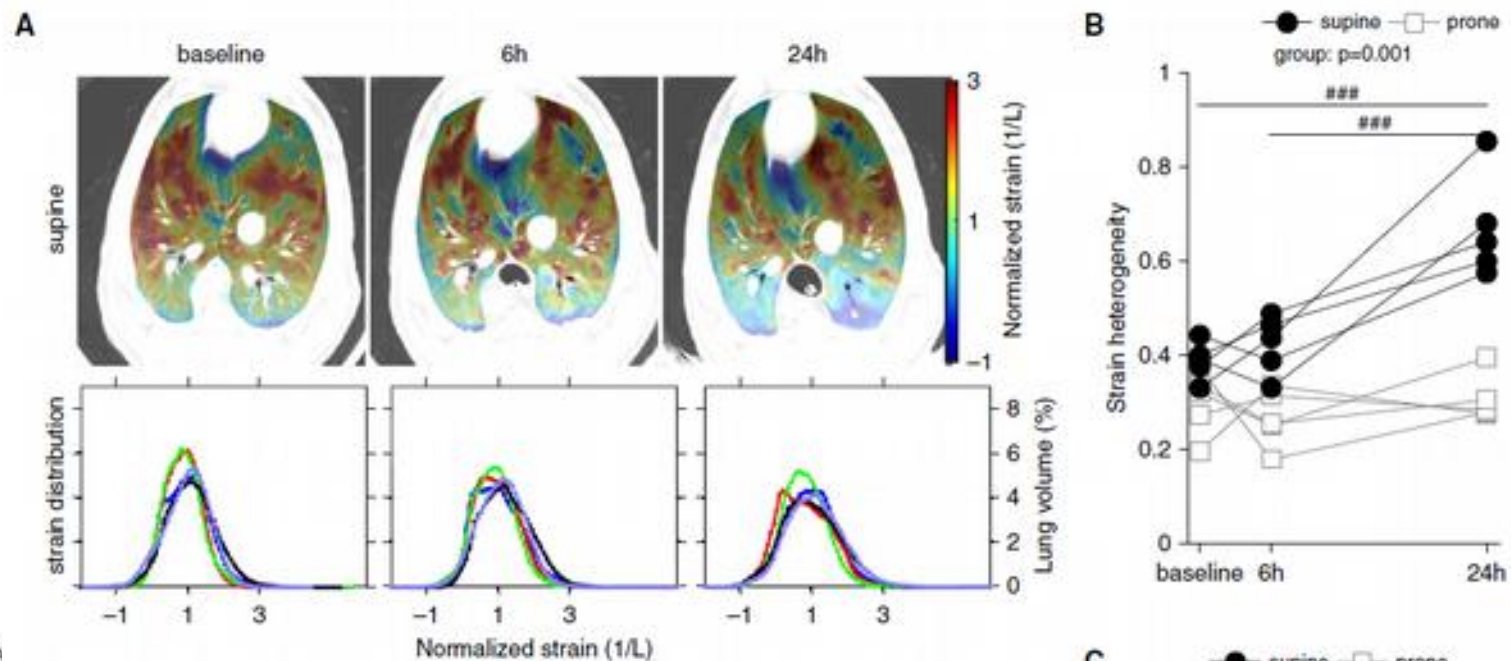 A
baseline
6h
24h
supine
3
1
−1
Normalized strain (1/L)
strain distribution
8
6
4
2
0
Lung volume (%)
−1 1 3
−1 1 3
−1 1 3
Normalized strain (1/L)
B
supine prone
group: p=0.001
###
###
Strain heterogeneity
1
0.8
0.6
0.4
0.2
0
baseline 6h 24h
C
supine prone